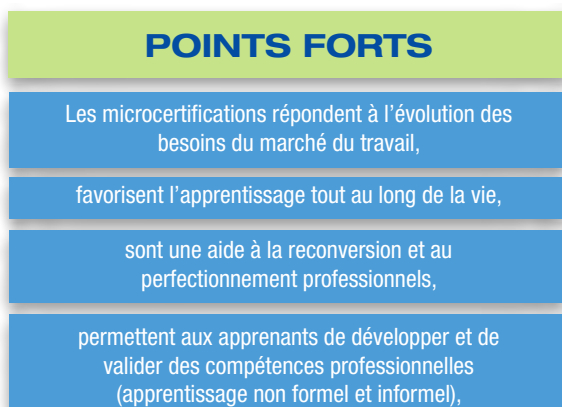 POINTS FORTS
Les microcertifications répondent à l’évolution des
besoins du marché du travail,
favorisent l’apprentissage tout au long de la vie,
sont une aide à la reconversion et au
perfectionnement professionnels,
permettent aux apprenants de développer et de
valider des compétences professionnelles
(apprentissage non formel et informel),